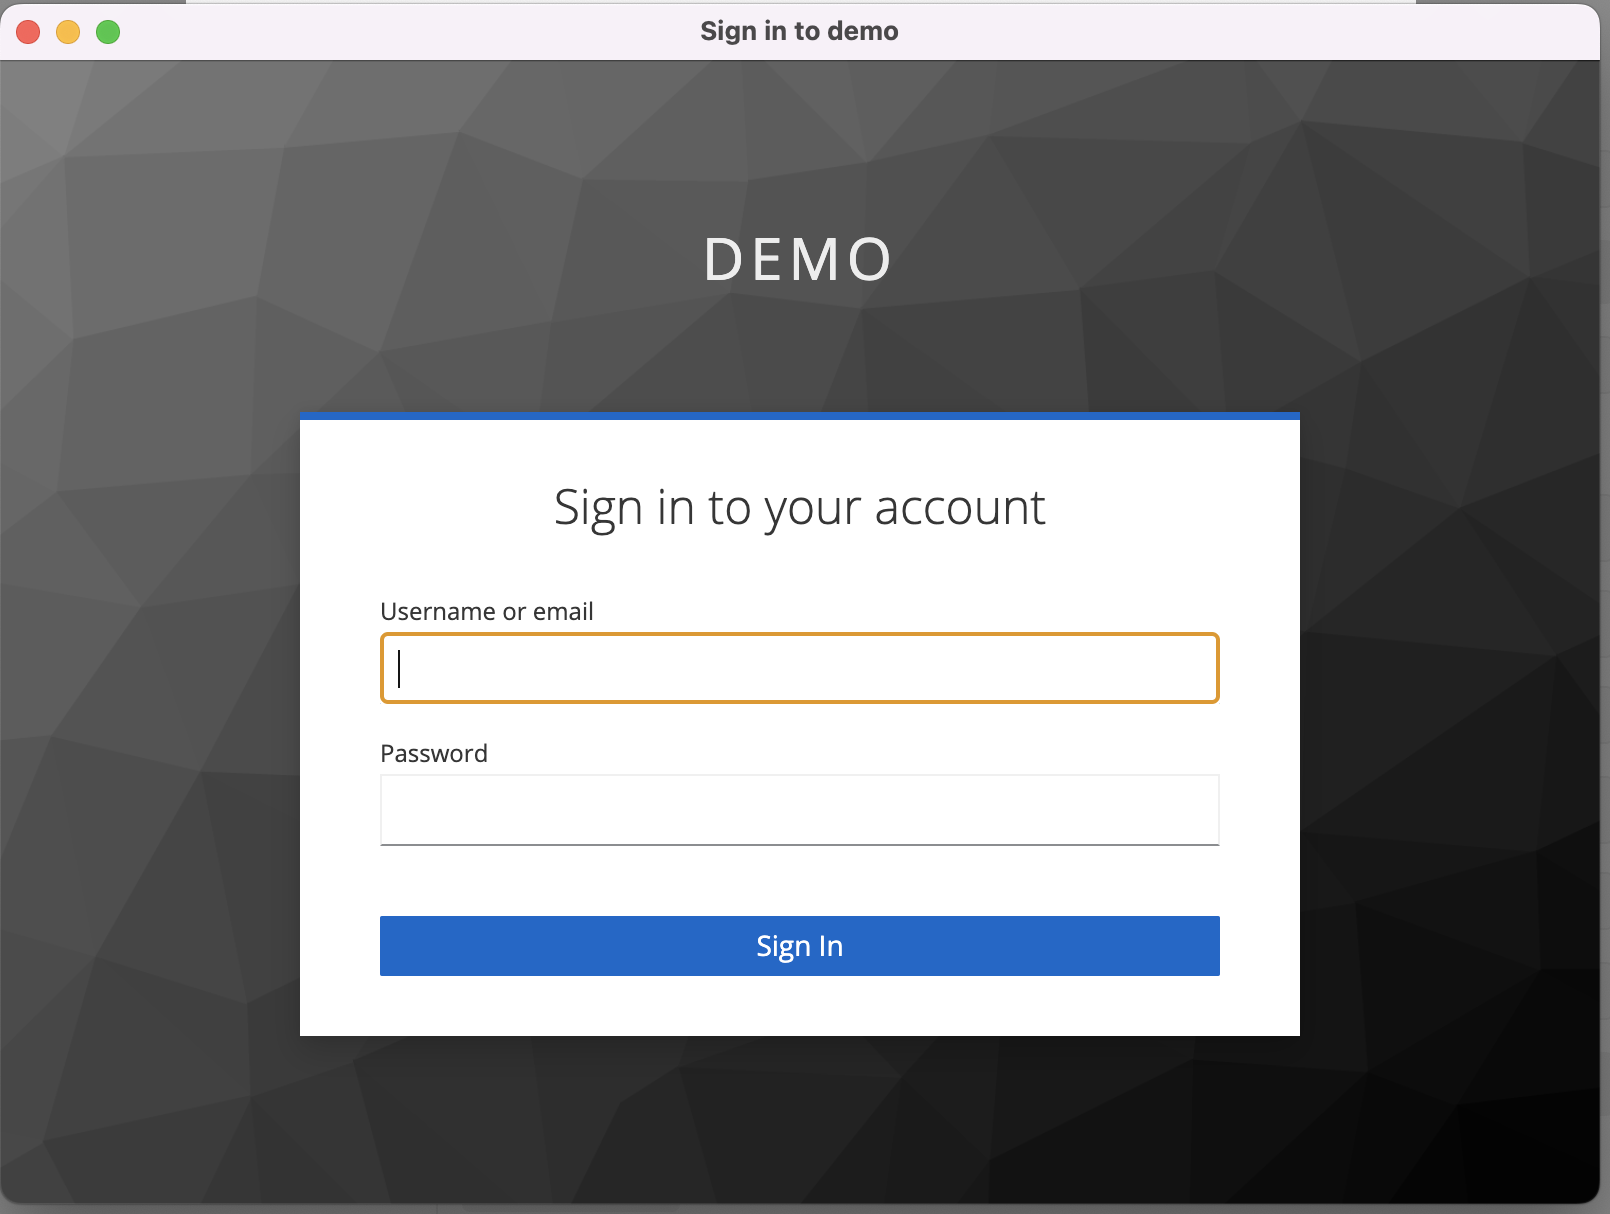 Sign in to demo
DEMO
Sign in to your account
Username or email
Password
Sign In